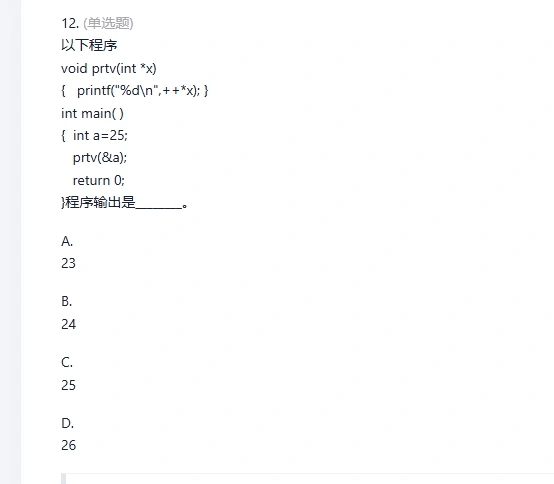 12. (单选题)
以下程序
void prtv(int *x)
{ printf("%d\n",++*x); }
int main( )
{ int a=25;
prtv(&a);
return 0;
}程序输出是________。
A.
23
B.
24
C.
25
D.
26